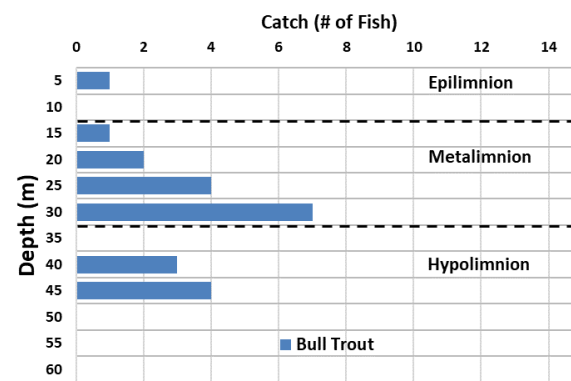 Catch (# of Fish)
0 2 4 6 8 10 12 14
Depth (m)
5
Epilimnion
10
15
20
Metalimnion
25
30
35
40
Hypolimnion
45
50
55
Bull Trout
60